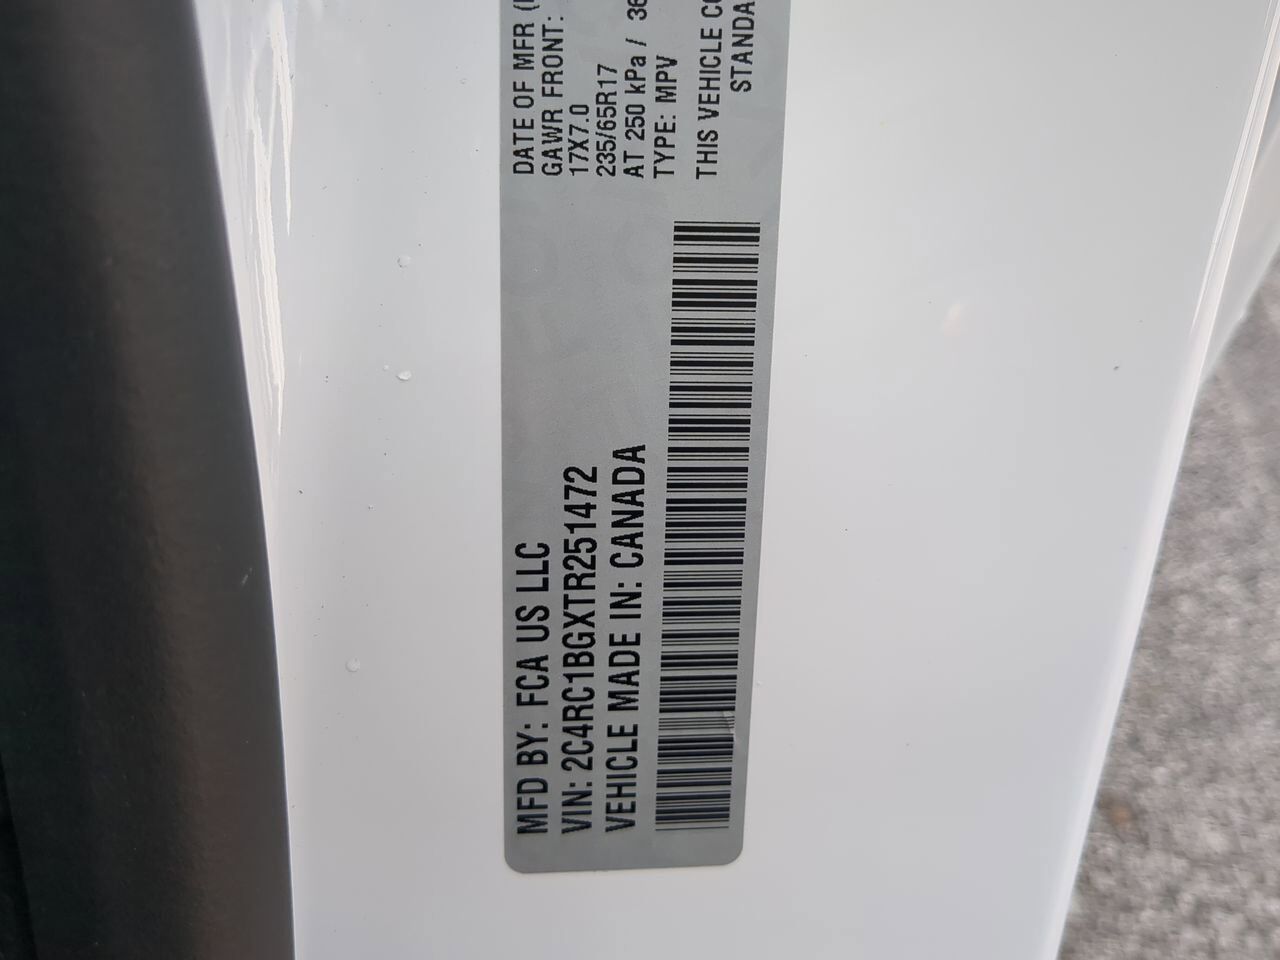 MFD BY: FCA US LLC
VIN: 2C4RC1BGXTR251472
VEHICLE MADE IN: CANADA
DATE OF MFR
GAWR FRONT:
17X7.0
235/65R17
AT 250 kPa / 36
TYPE: MPV
THIS VEHICLE